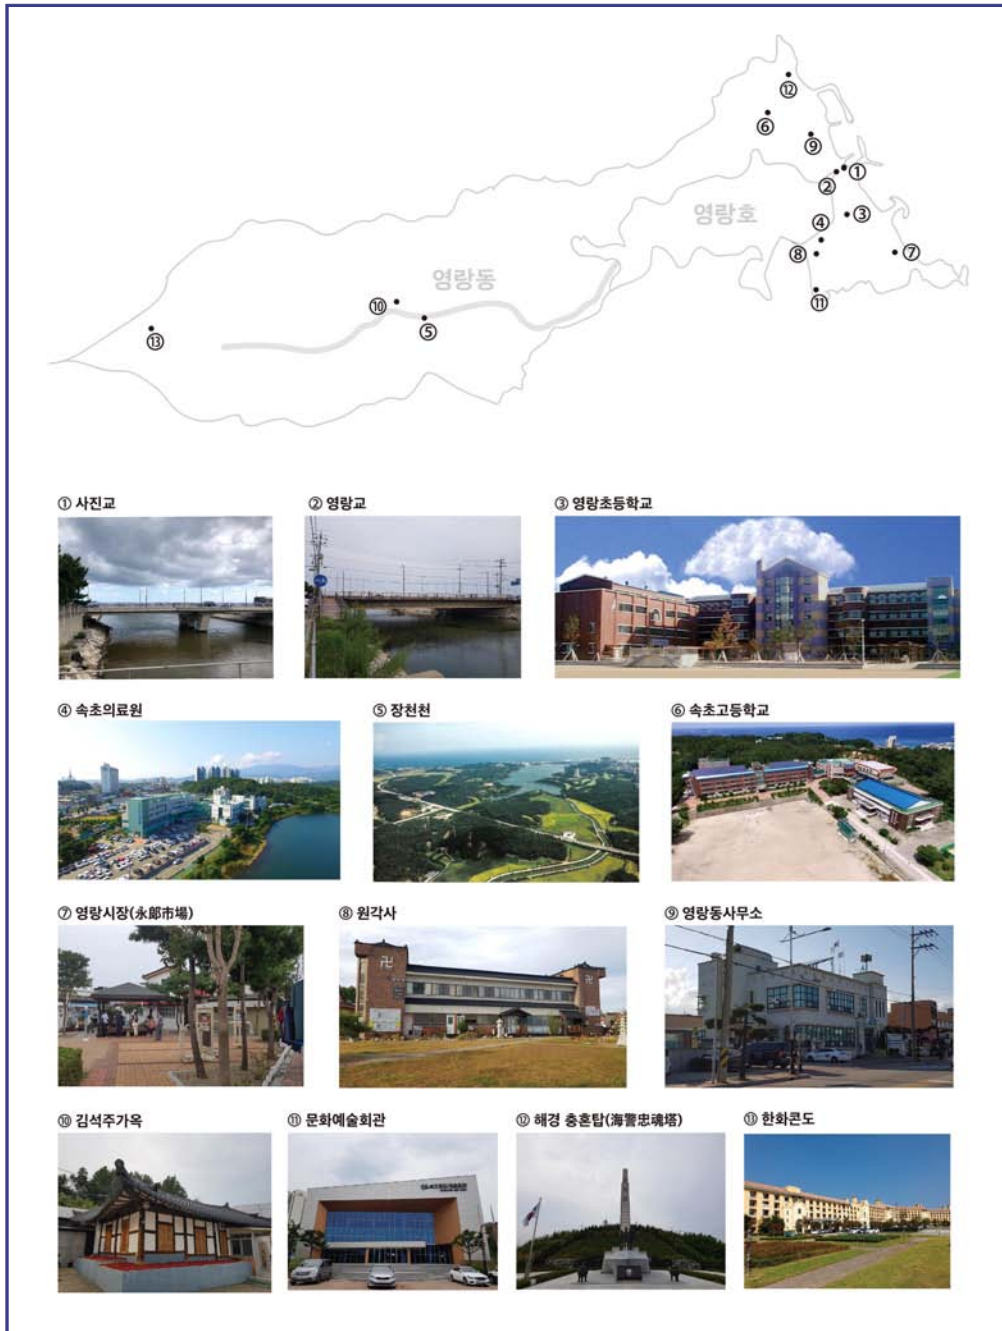 ⑫
⑥
⑨
①
②
영랑호
③
④
⑧
⑦
영랑동
⑩
⑪
⑤
⑬
① 사진교
② 영랑교
③ 영랑초등학교
④ 속초의료원
⑤ 장천천
⑥ 속초고등학교
⑦ 영랑시장(永郞市場)
⑧ 원각사
⑨ 영랑동사무소
⑩ 김석주가옥
⑪ 문화예술회관
⑫ 해경 충혼탑(海警忠魂塔)
⑬ 한화콘도